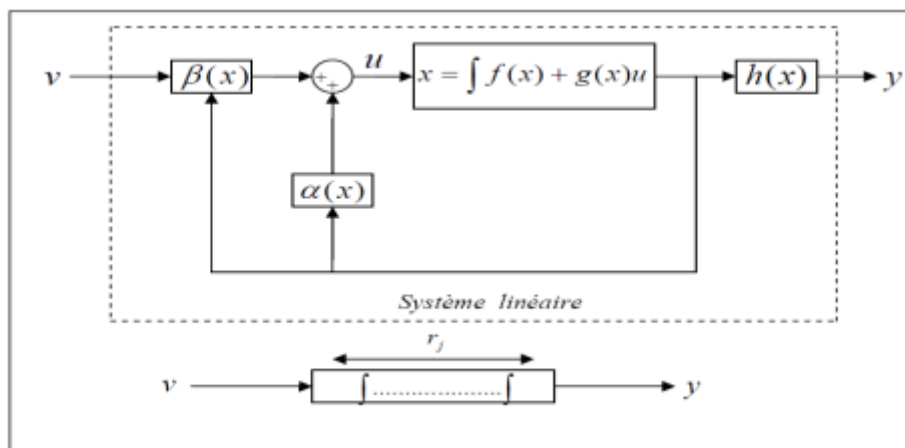 v β(x) + + u x = ∫ f(x) + g(x)u h(x) y
α(x)
Système linéaire
r_j
v ∫ ..................... ∫ y